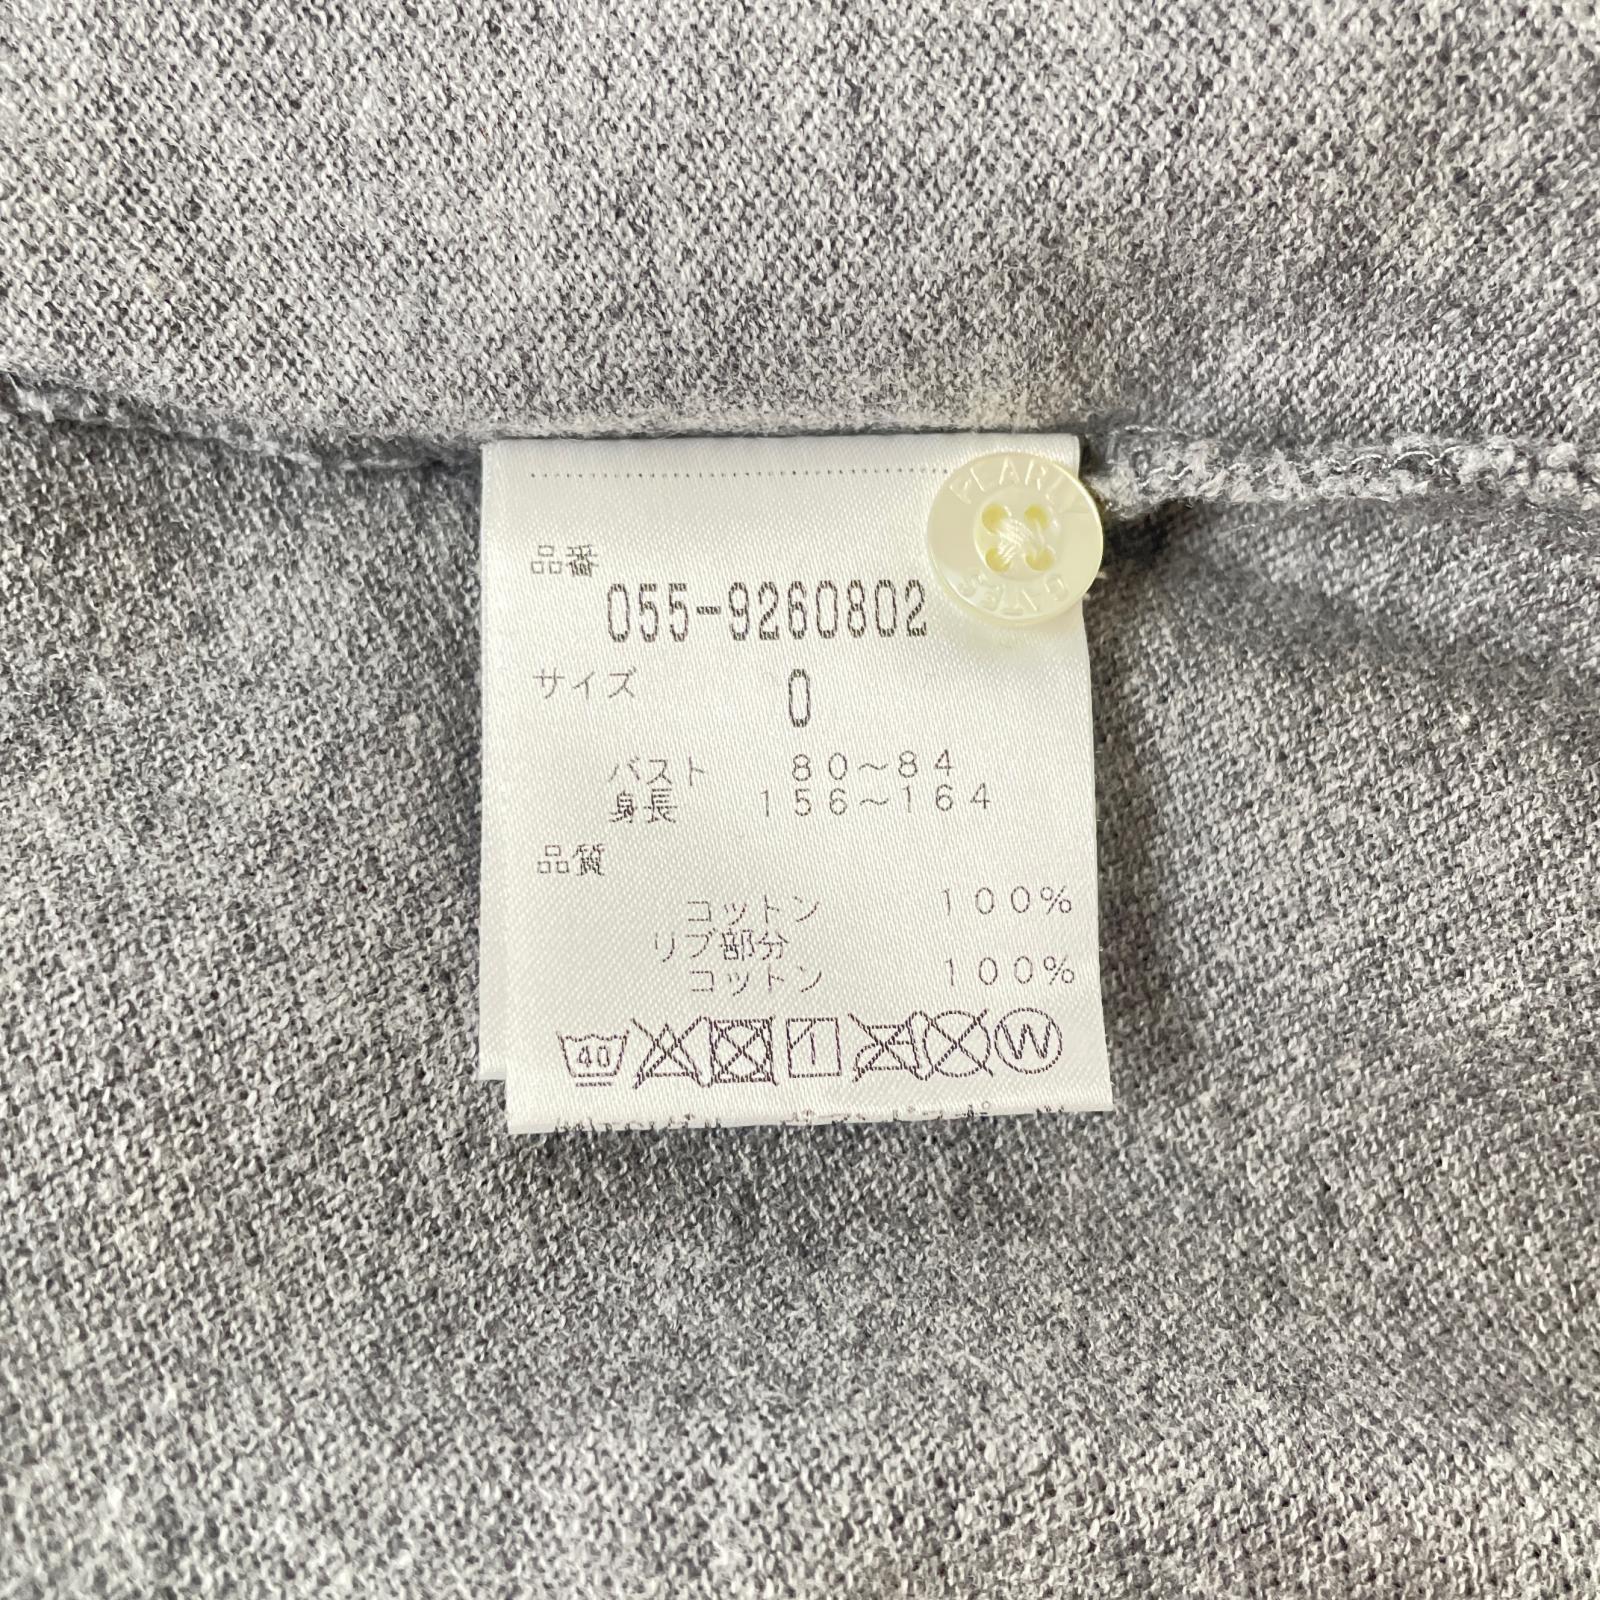 PEARLY
GATES
品番
055-9260802
サイズ 0
バスト 80~84
身長 156~164
品質
コットン 100%
リブ部分
コットン 100%
40
1
W